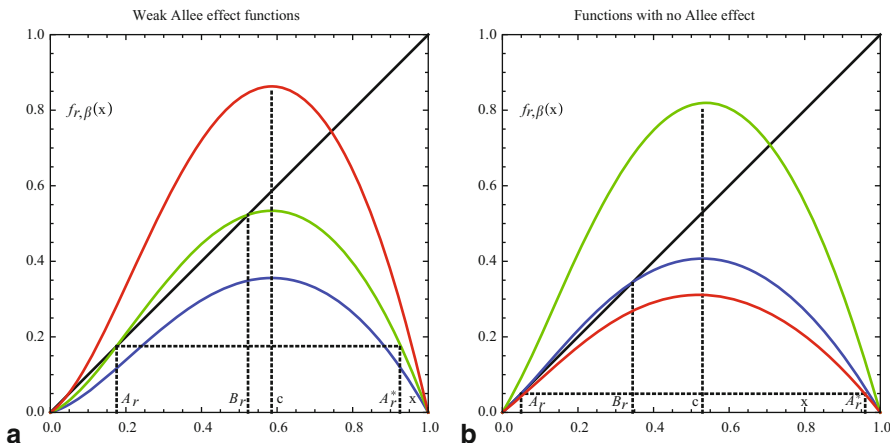 Weak Allee effect functions
1.0
0.8
0.6
0.4
0.2
0.0
f_{r,β}(x)
A_r
B_r
c
A_r^*
x
0.0
0.2
0.4
0.6
0.8
1.0
a
Functions with no Allee effect
1.0
0.8
0.6
0.4
0.2
0.0
f_{r,β}(x)
A_r
B_r
c
x
A_r^*
0.0
0.2
0.4
0.6
0.8
1.0
b